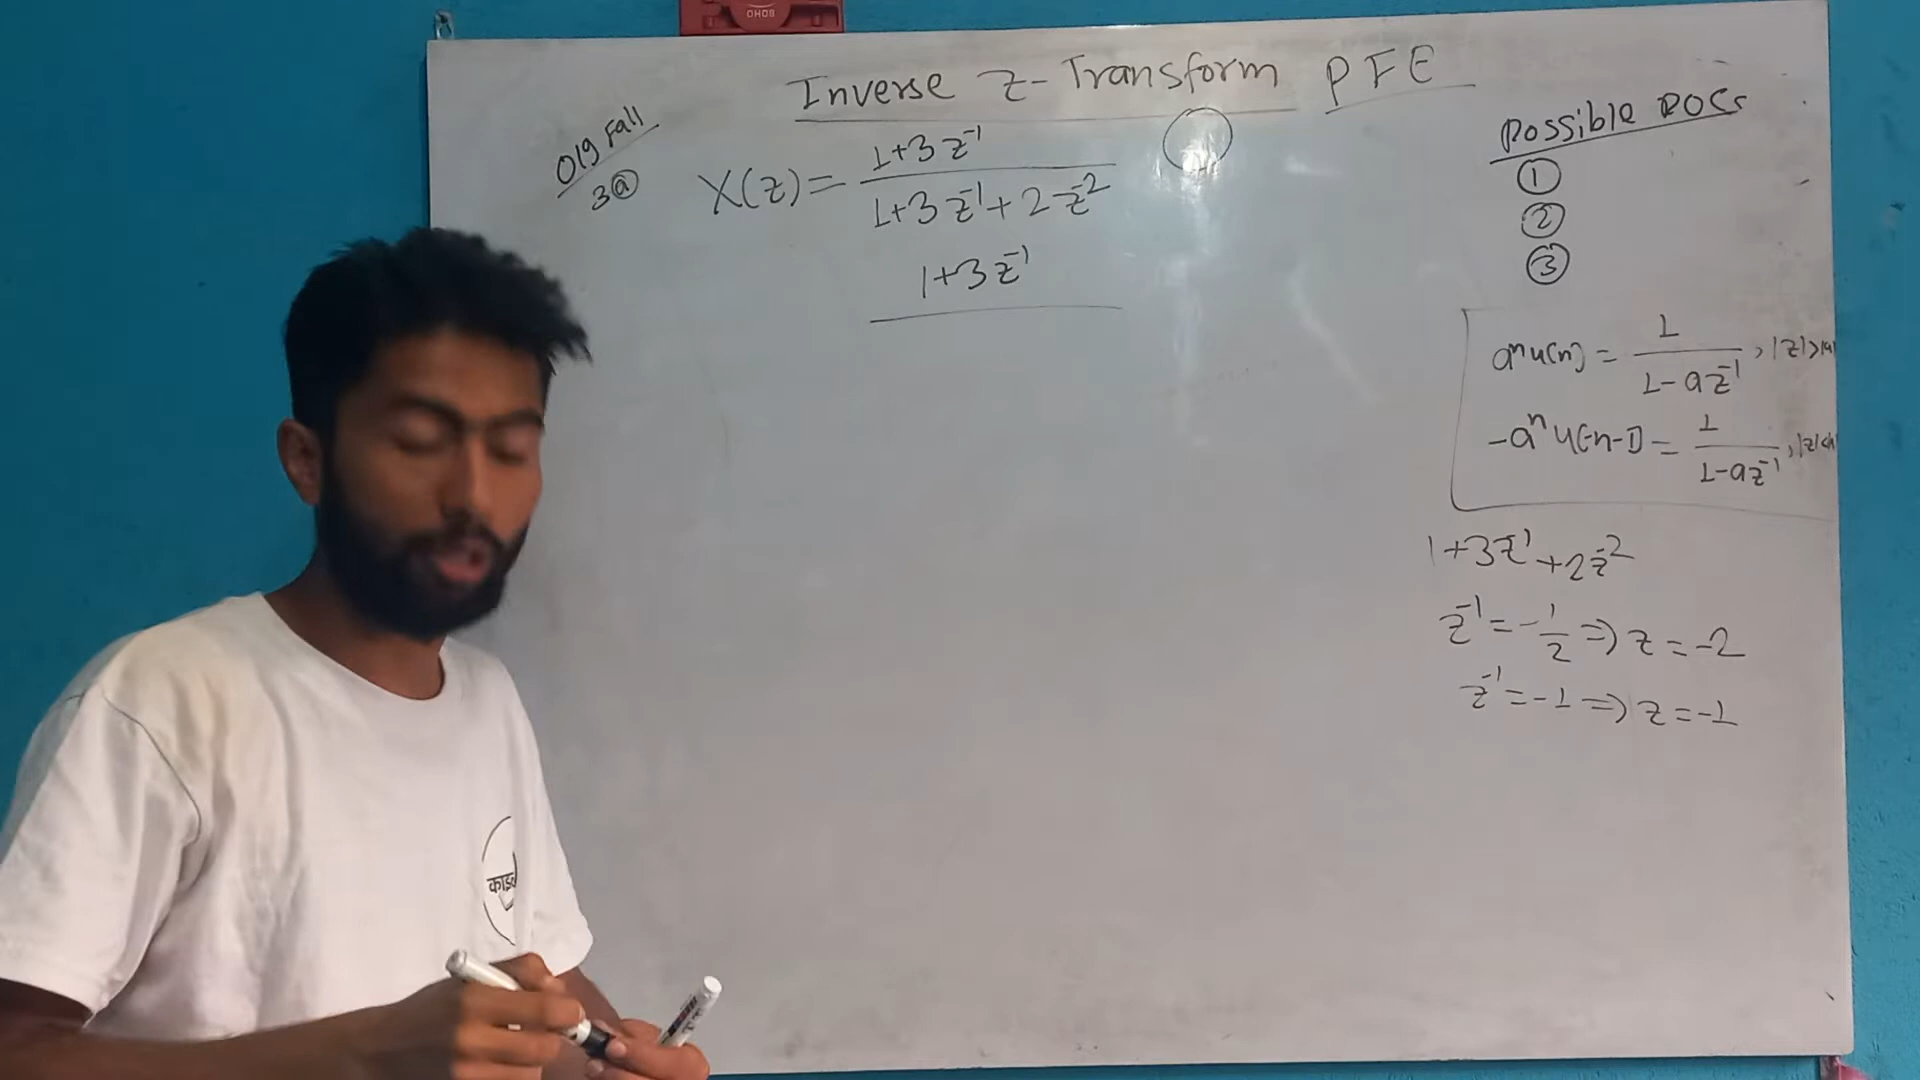 BOHO
Inverse Z-Transform PFE
019 Fall
3ⓐ
X(z) = 1+3z⁻¹ / 1+3z⁻¹+2z⁻²
1+3z⁻¹
Possible ROCs
①
②
③
aⁿu(n) = 1 / 1-az⁻¹ , |z|>|a|
-aⁿu(-n-1) = 1 / 1-az⁻¹ , |z|<|a
1+3z⁻¹+2z⁻²
z⁻¹ = -1/2 ⇒ z = -2
z⁻¹ = -1 ⇒ z = -1